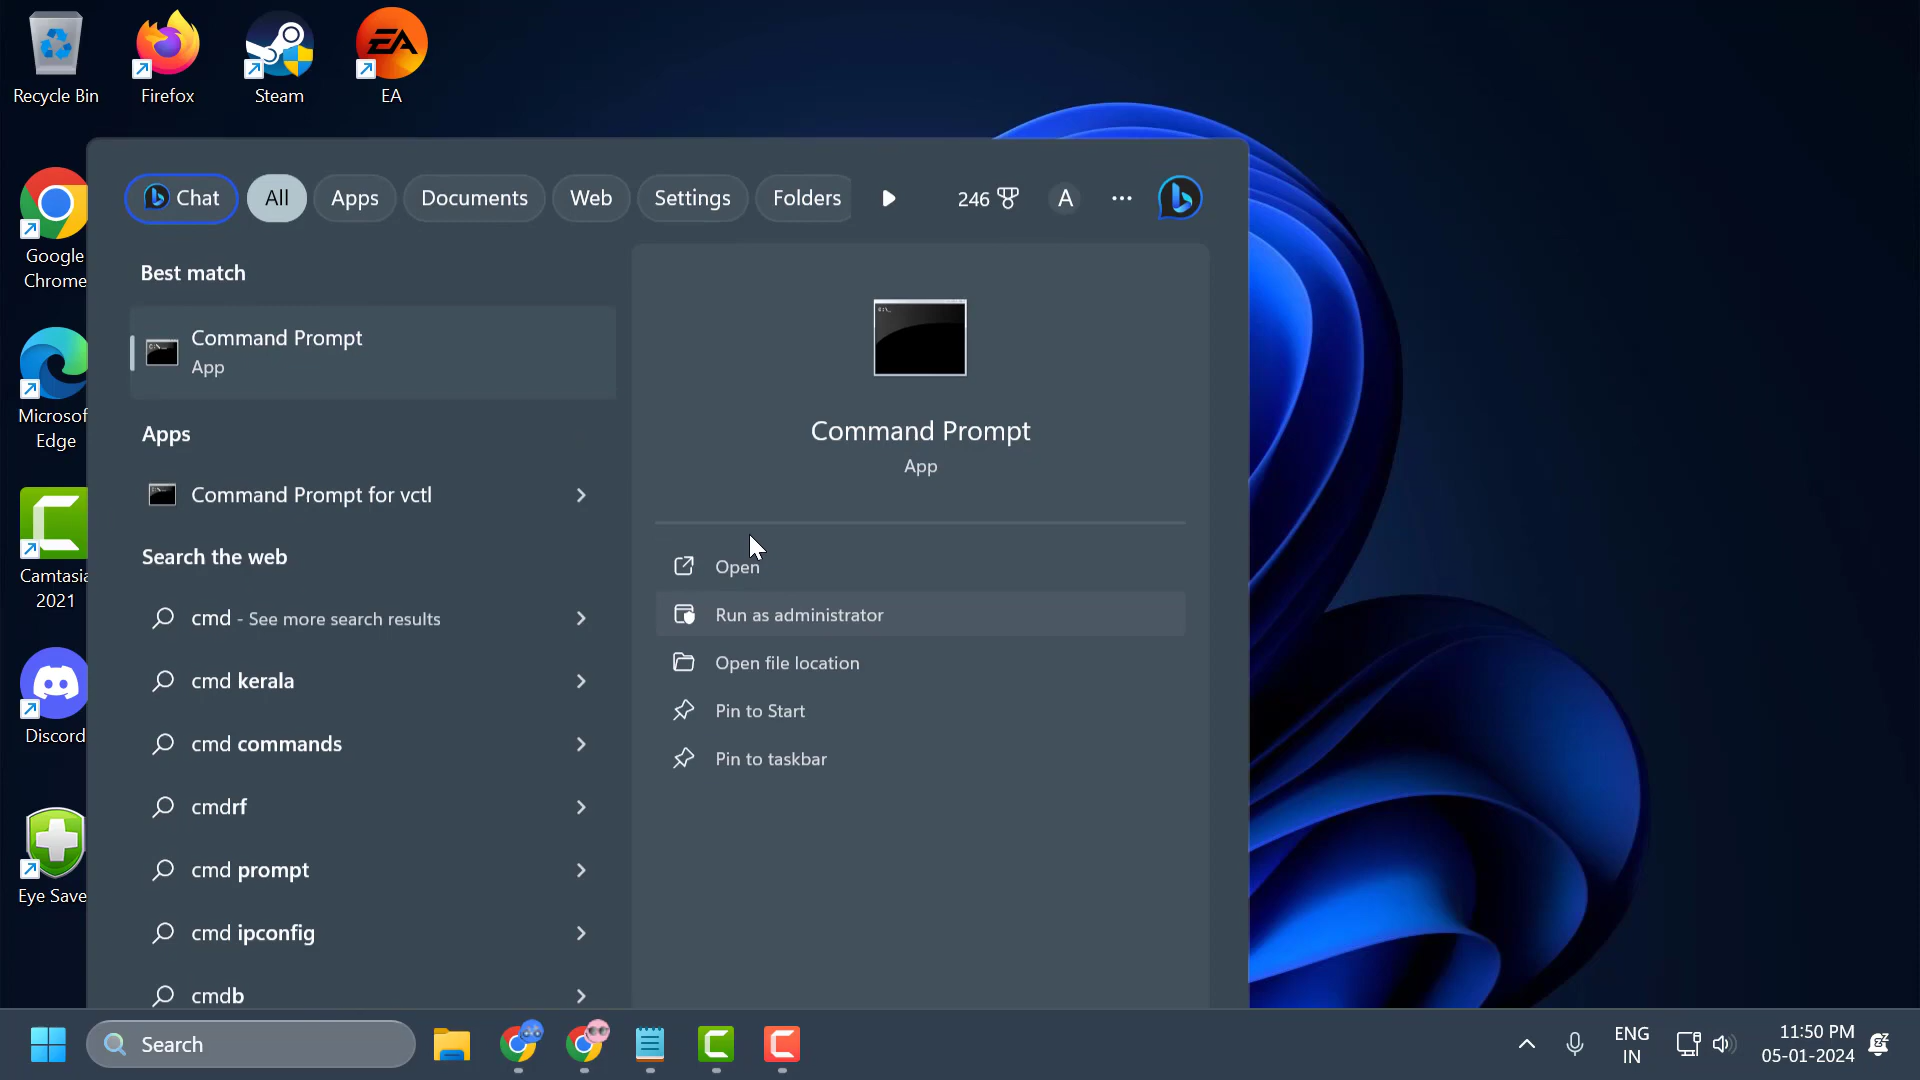 Recycle Bin
Firefox
Steam
EA
EA
Google
Chrome
Microsof
Edge
Camtasia
2021
Discord
Eye Save
Chat
All
Apps
Documents
Web
Settings
Folders
246
A
Best match
Command Prompt
App
Apps
Command Prompt for vctl
Search the web
cmd - See more search results
cmd kerala
cmd commands
cmdrf
cmd prompt
cmd ipconfig
cmdb
Command Prompt
App
Open
Run as administrator
Open file location
Pin to Start
Pin to taskbar
Search
ENG
IN
11:50 PM
05-01-2024